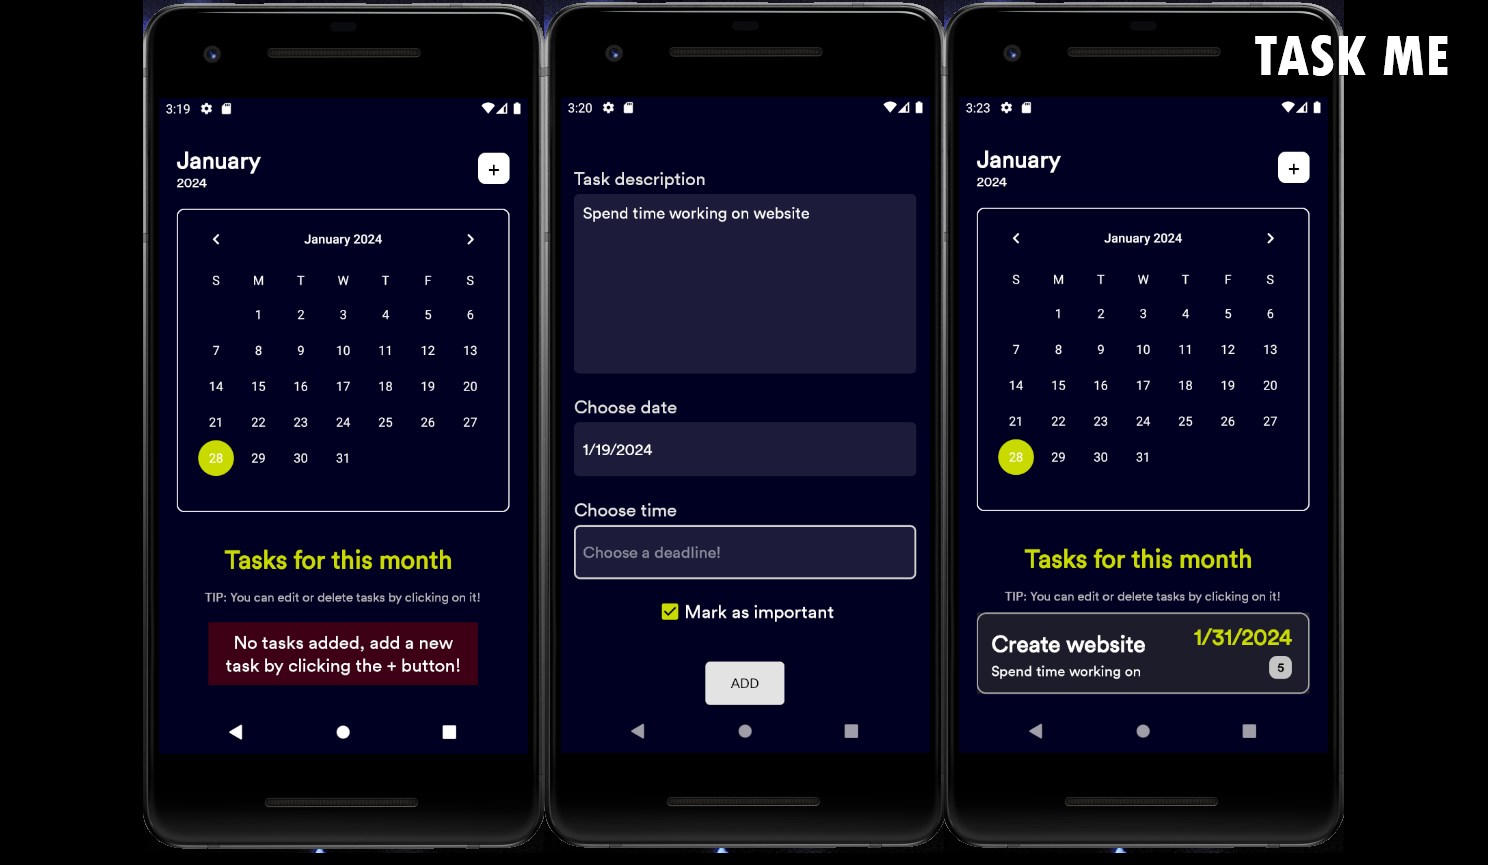 TASK ME
3:19
January
2024
+
January 2024
S M T W T F S
1 2 3 4 5 6
7 8 9 10 11 12 13
14 15 16 17 18 19 20
21 22 23 24 25 26 27
28 29 30 31
Tasks for this month
TIP: You can edit or delete tasks by clicking on it!
No tasks added, add a new
task by clicking the + button!
3:20
Task description
Spend time working on website
Choose date
1/19/2024
Choose time
Choose a deadline!
Mark as important
ADD
3:23
January
2024
+
January 2024
S M T W T F S
1 2 3 4 5 6
7 8 9 10 11 12 13
14 15 16 17 18 19 20
21 22 23 24 25 26 27
28 29 30 31
Tasks for this month
TIP: You can edit or delete tasks by clicking on it!
Create website 1/31/2024
Spend time working on 5